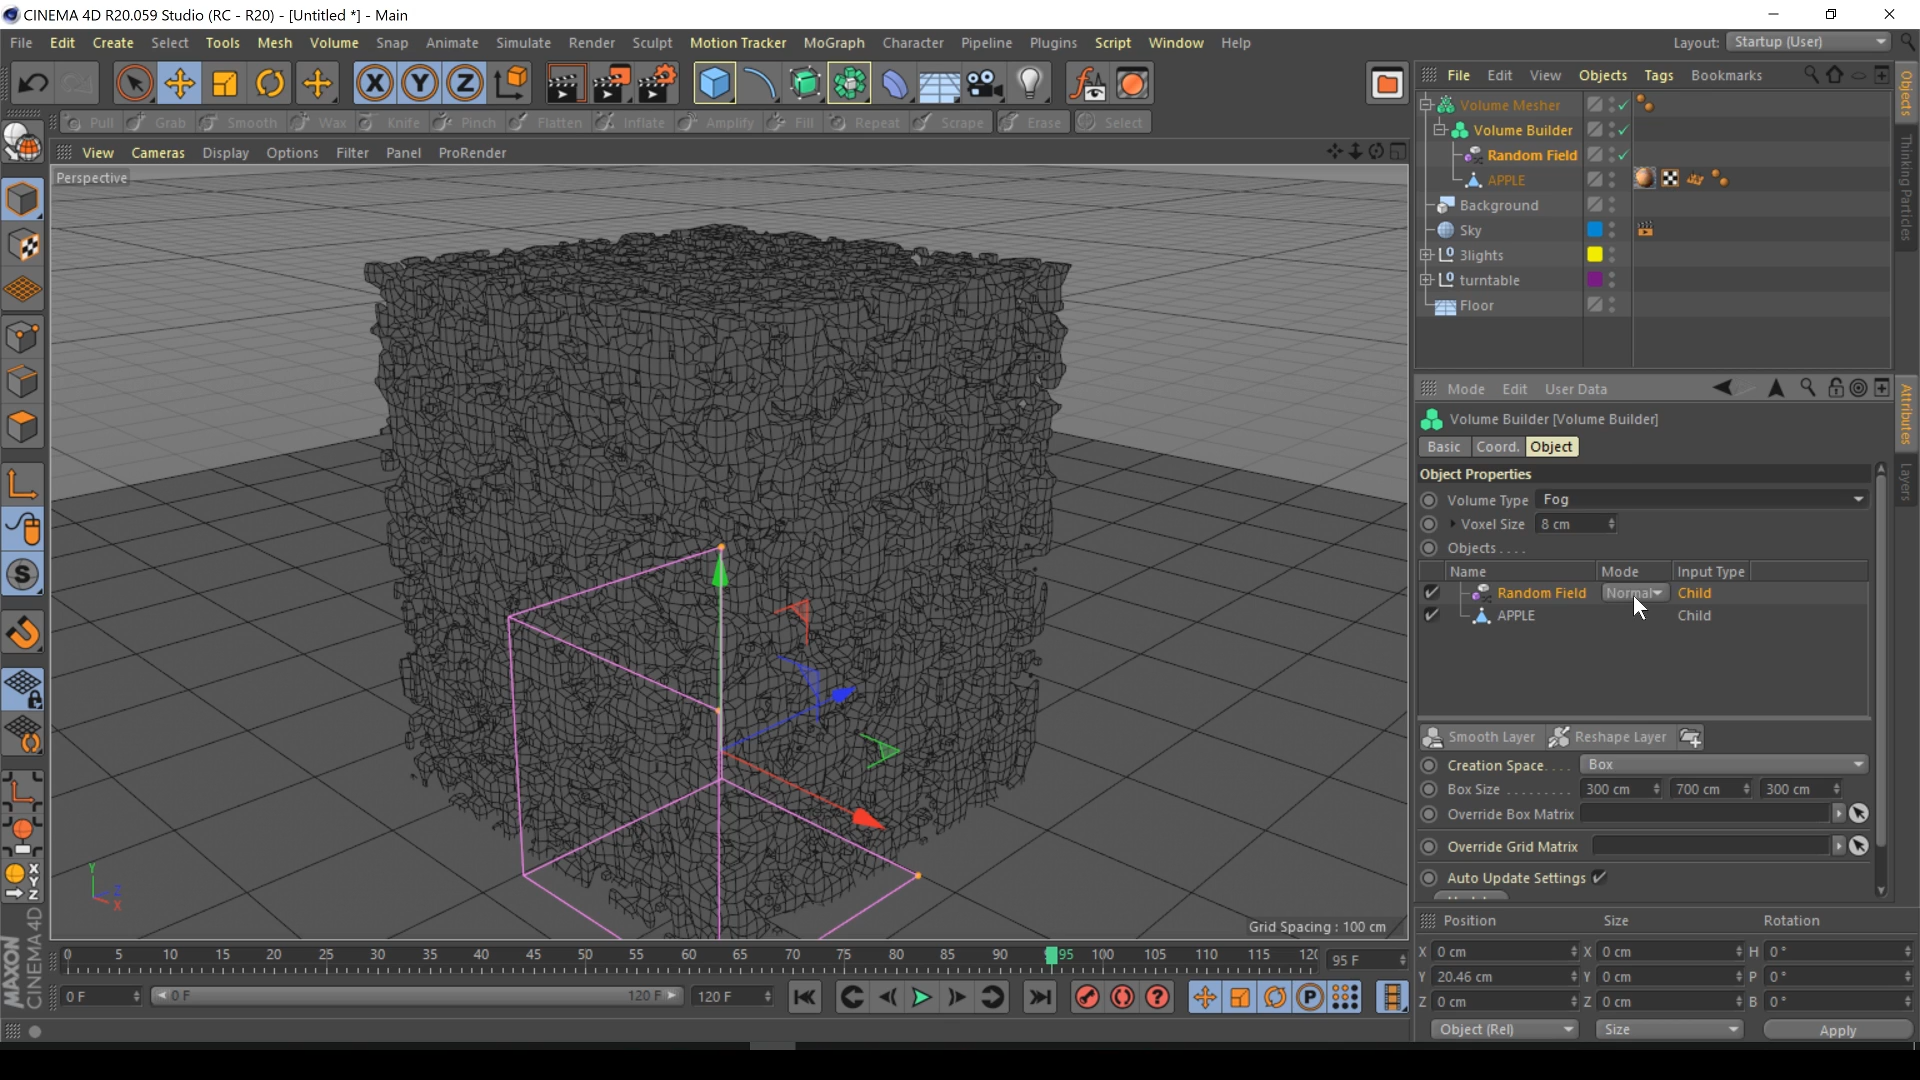 CINEMA 4D R20.059 Studio (RC - R20) - [Untitled *] - Main
File Edit Create Select Tools Mesh Volume Snap Animate Simulate Render Sculpt Motion Tracker MoGraph Character Pipeline Plugins Script Window Help Layout: Startup (User)
File Edit View Objects Tags Bookmarks
Pull Grab Smooth Wax Knife Pinch Flatten Inflate Amplify Fill Repeat Scrape Erase Select
View Cameras Display Options Filter Panel ProRender
Perspective
Volume Mesher
Volume Builder
Random Field
APPLE
Background
Sky
3lights
turntable
Floor
Objects
Thinking Particles
Mode Edit User Data
Attributes
Layers
Volume Builder [Volume Builder]
Basic Coord. Object
Object Properties
Volume Type Fog
Voxel Size 8 cm
Objects . . . .
Name Mode Input Type
Random Field Normal Child
APPLE Child
Smooth Layer Reshape Layer
Creation Space. . . . Box
Box Size . . . . . . . . . 300 cm 700 cm 300 cm
Override Box Matrix
Override Grid Matrix
Auto Update Settings
Y
Z
X
Grid Spacing : 100 cm
0 5 10 15 20 25 30 35 40 45 50 55 60 65 70 75 80 85 90 95 100 105 110 115 120 95 F
0 F 0 F 120 F 120 F
Position Size Rotation
X 0 cm X 0 cm H 0 °
Y 20.46 cm Y 0 cm P 0 °
Z 0 cm Z 0 cm B 0 °
Object (Rel) Size Apply
MAXON
CINEMA 4D